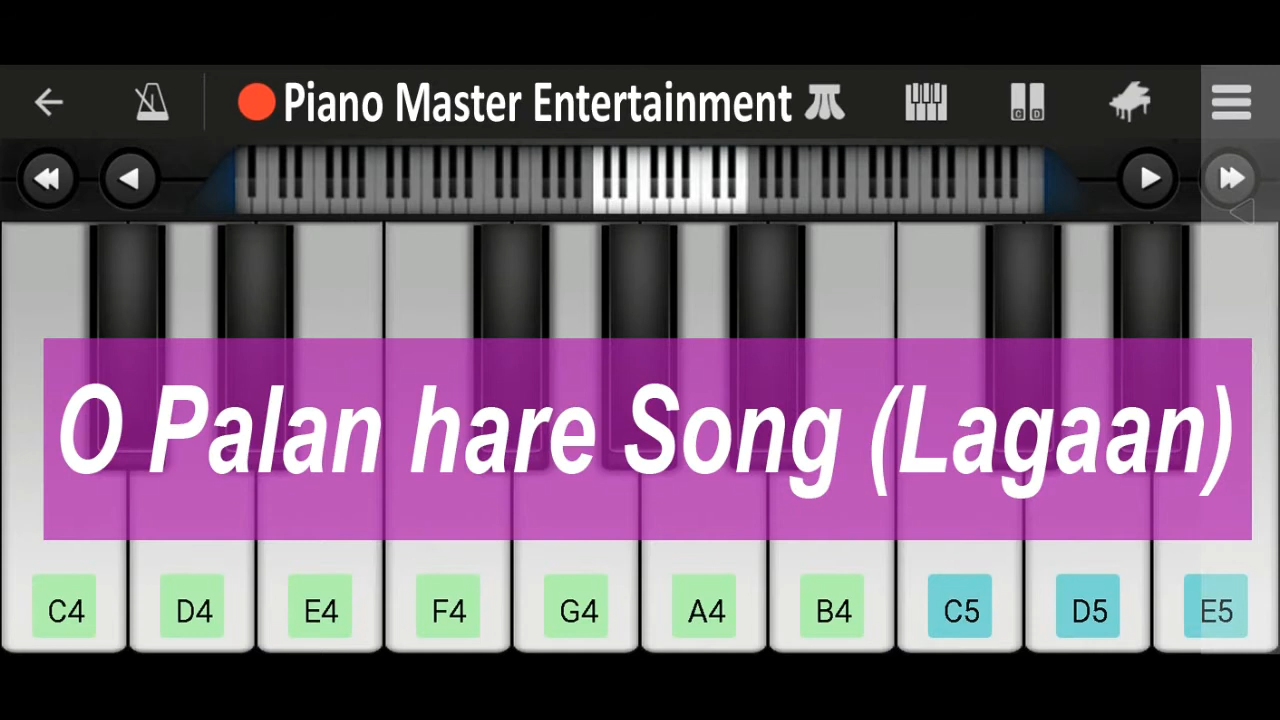 Piano Master Entertainment
C D
O Palan hare Song (Lagaan)
C4 D4 E4 F4 G4 A4 B4 C5 D5 E5